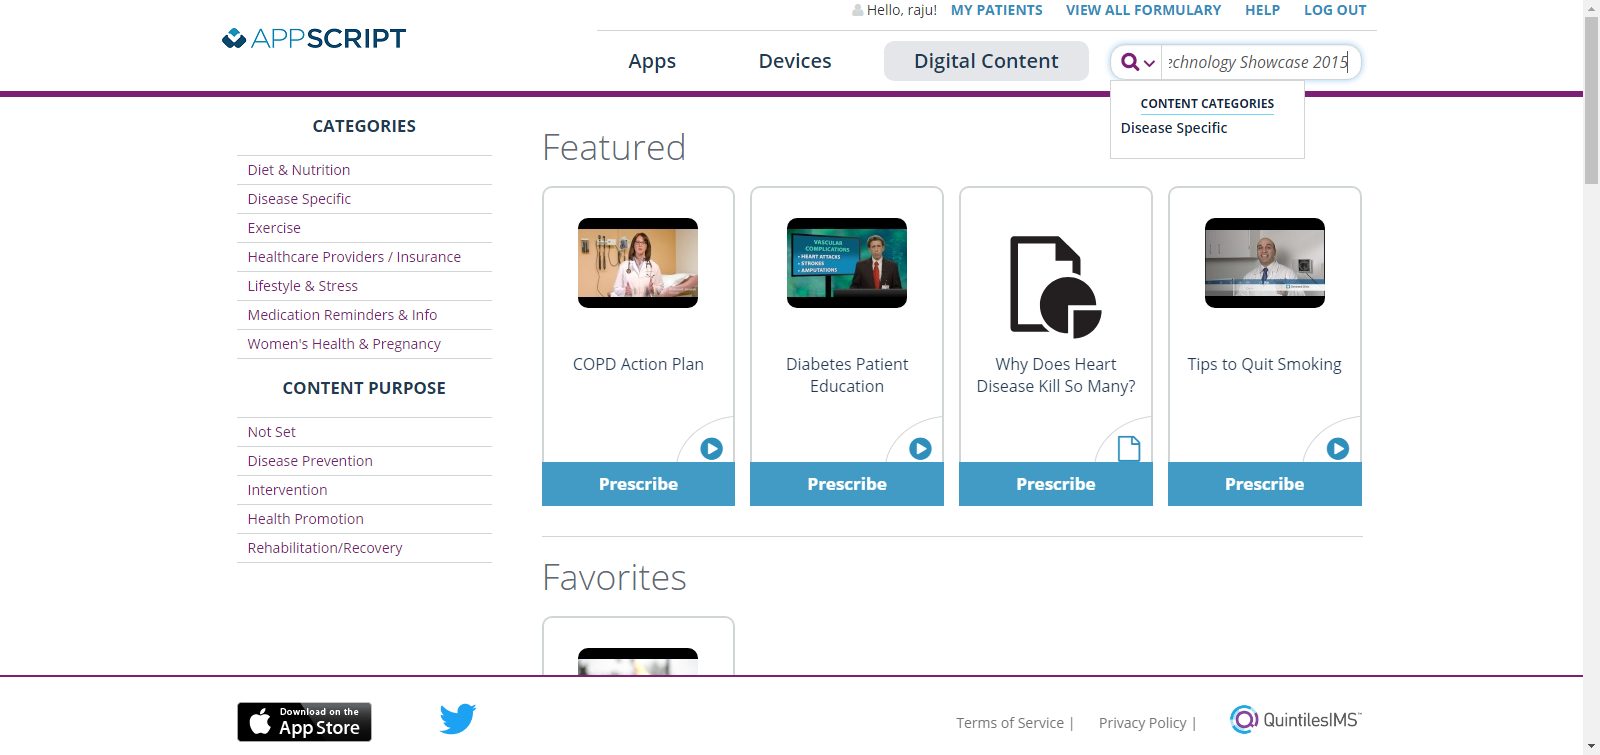 Hello, raju! MY PATIENTS VIEW ALL FORMULARY HELP LOG OUT
APPSCRIPT
Apps Devices Digital Content echnology Showcase 2015
CONTENT CATEGORIES
Disease Specific
CATEGORIES
Diet & Nutrition
Disease Specific
Exercise
Healthcare Providers / Insurance
Lifestyle & Stress
Medication Reminders & Info
Women's Health & Pregnancy
CONTENT PURPOSE
Not Set
Disease Prevention
Intervention
Health Promotion
Rehabilitation/Recovery
Featured
VASCULAR
COMPLICATIONS
• HEART ATTACKS
• STROKES
• AMPUTATIONS
COPD Action Plan
Diabetes Patient
Education
Why Does Heart
Disease Kill So Many?
Tips to Quit Smoking
Prescribe Prescribe Prescribe Prescribe
Favorites
Download on the
App Store
Terms of Service | Privacy Policy |
QuintilesIMS™